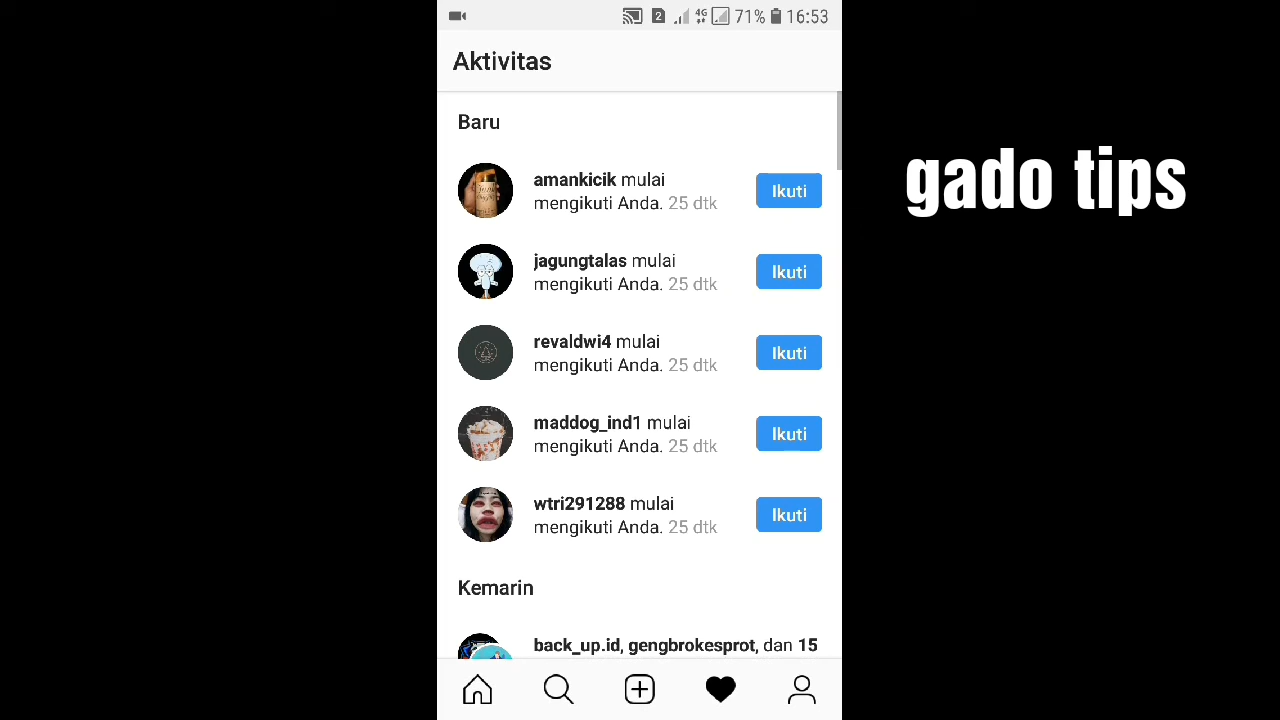 2 4G 71% 16:53
Aktivitas
Baru
amankicik mulai
mengikuti Anda. 25 dtk
Ikuti
jagungtalas mulai
mengikuti Anda. 25 dtk
Ikuti
revaldwi4 mulai
mengikuti Anda. 25 dtk
Ikuti
maddog_ind1 mulai
mengikuti Anda. 25 dtk
Ikuti
wtri291288 mulai
mengikuti Anda. 25 dtk
Ikuti
Kemarin
back_up.id, gengbrokesprot, dan 15
gado tips